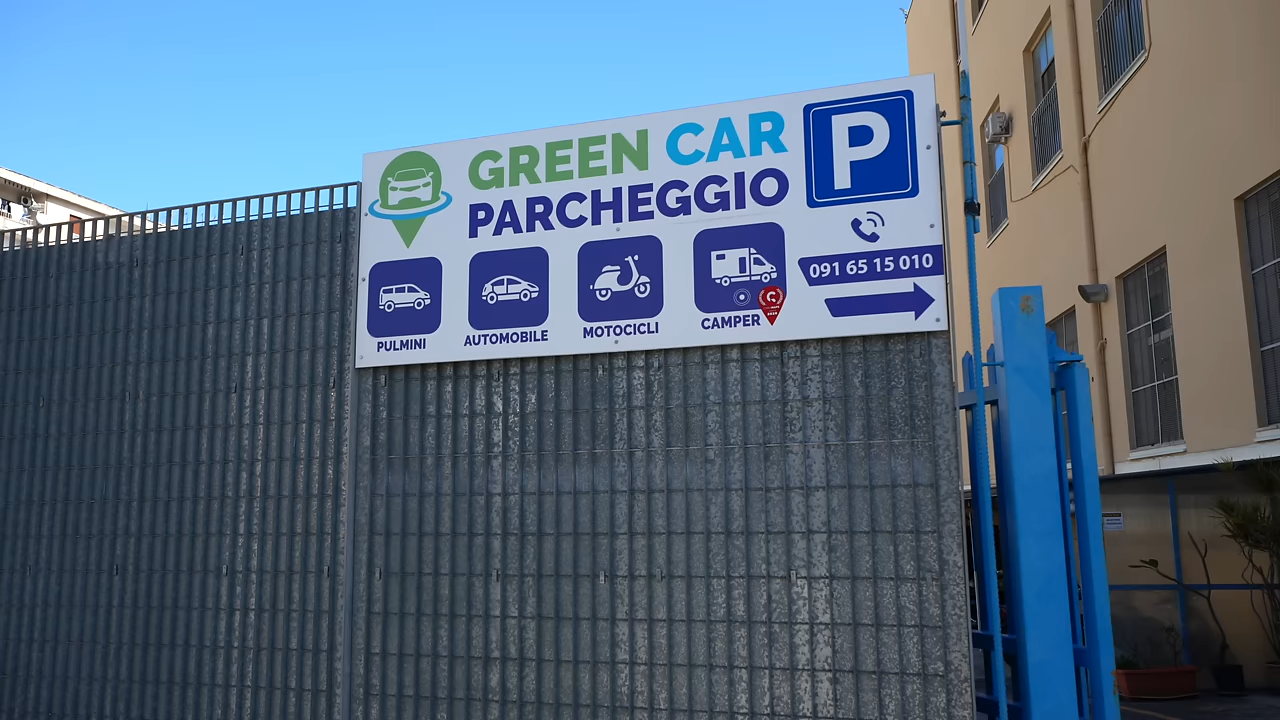 GREEN CAR
PARCHEGGIO
P
091 65 15 010
PULMINI
AUTOMOBILE
MOTOCICLI
CAMPER